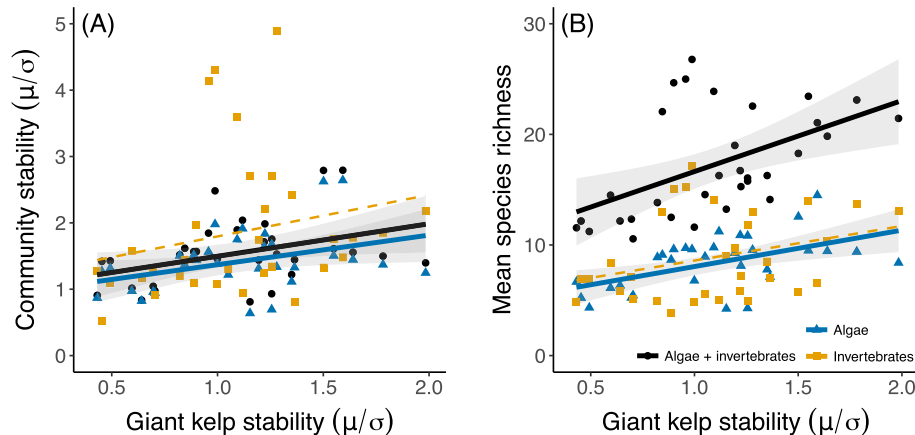 (A)
Community stability (μ/σ)
5
4
3
2
1
0
0.5 1.0 1.5 2.0
Giant kelp stability (μ/σ)
(B)
Mean species richness
30
20
10
0
Algae
Algae + invertebrates Invertebrates
0.5 1.0 1.5 2.0
Giant kelp stability (μ/σ)